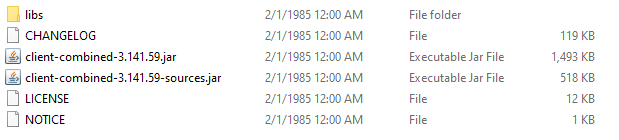 libs 2/1/1985 12:00 AM File folder
CHANGELOG 2/1/1985 12:00 AM File 119 KB
client-combined-3.141.59.jar 2/1/1985 12:00 AM Executable Jar File 1,493 KB
client-combined-3.141.59-sources.jar 2/1/1985 12:00 AM Executable Jar File 518 KB
LICENSE 2/1/1985 12:00 AM File 12 KB
NOTICE 2/1/1985 12:00 AM File 1 KB